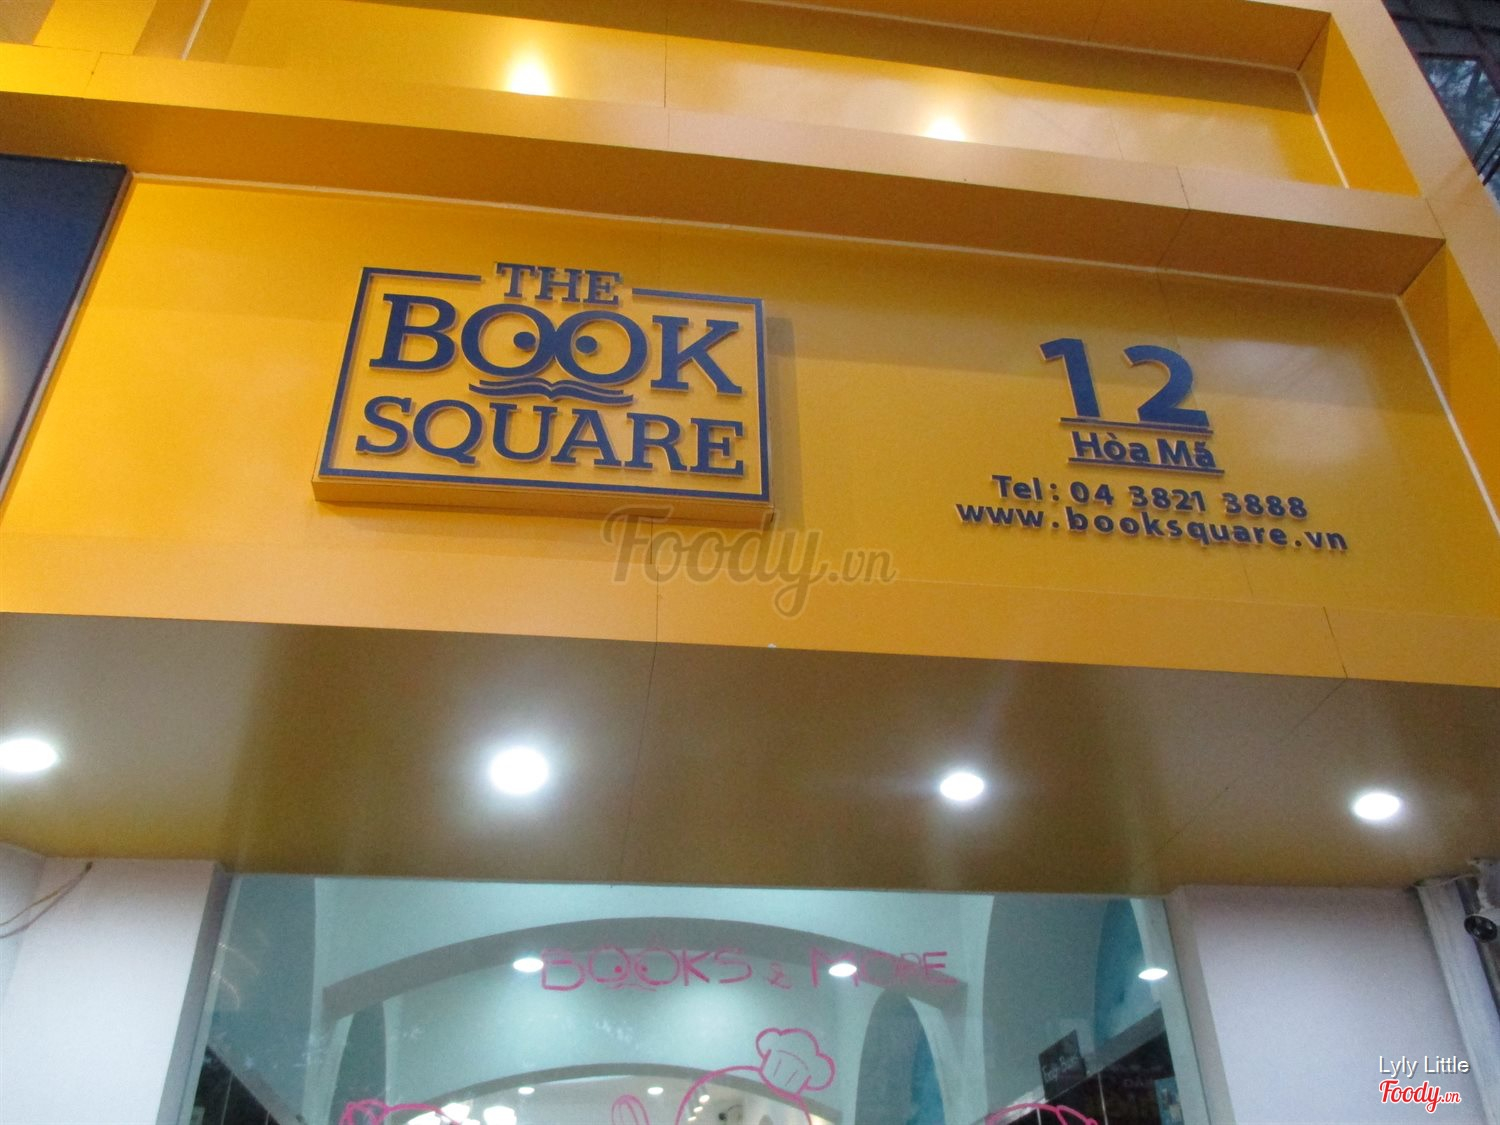 THE
BOOK
SQUARE
12
Hòa Mã
Tel: 04 3821 3888
www.booksquare.vn
Foody.vn
BOOKS & MORE
Lyly Little
Foody.vn